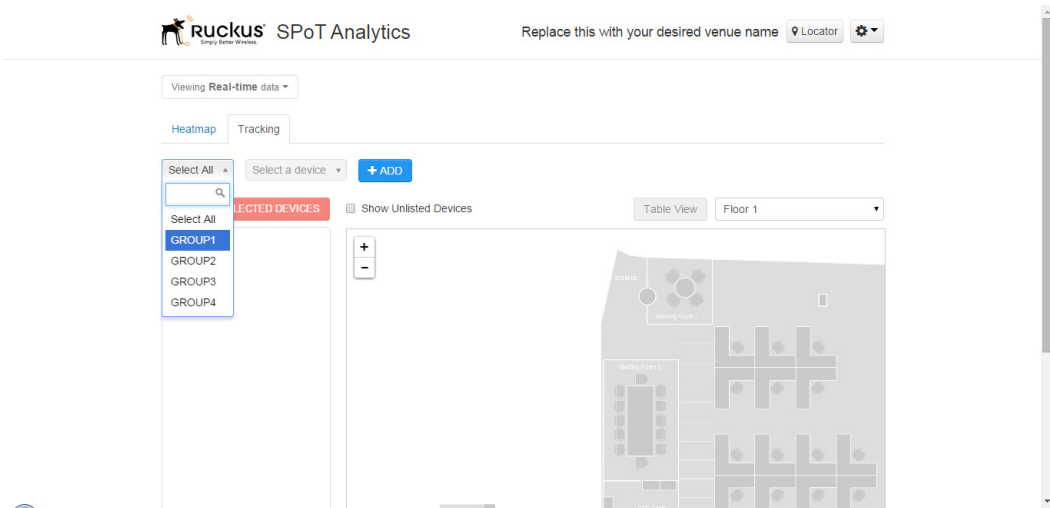 Ruckus SPoT Analytics
Simply Better Wireless.
Replace this with your desired venue name Locator
Viewing Real-time data
Heatmap Tracking
Select All Select a device + ADD
LECTED DEVICES Show Unlisted Devices Table View Floor 1
Select All
GROUP1
GROUP2
GROUP3
GROUP4
+
-
Meeting Room 1
Meeting Room 2